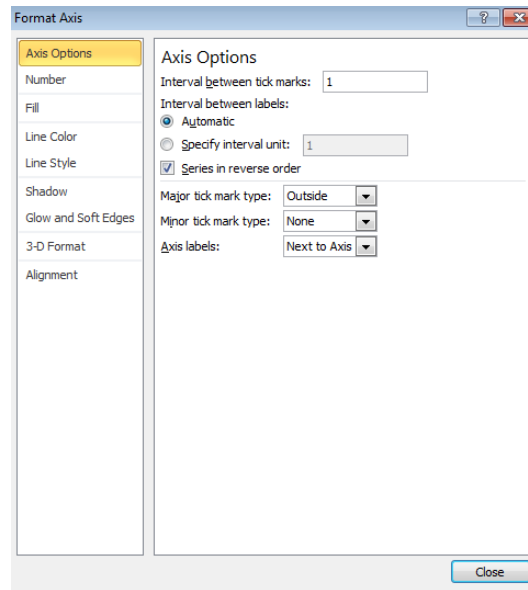 Format Axis
Axis Options
Number
Fill
Line Color
Line Style
Shadow
Glow and Soft Edges
3-D Format
Alignment
Axis Options
Interval between tick marks: 1
Interval between labels:
Automatic
Specify interval unit: 1
Series in reverse order
Major tick mark type: Outside
Minor tick mark type: None
Axis labels: Next to Axis
Close